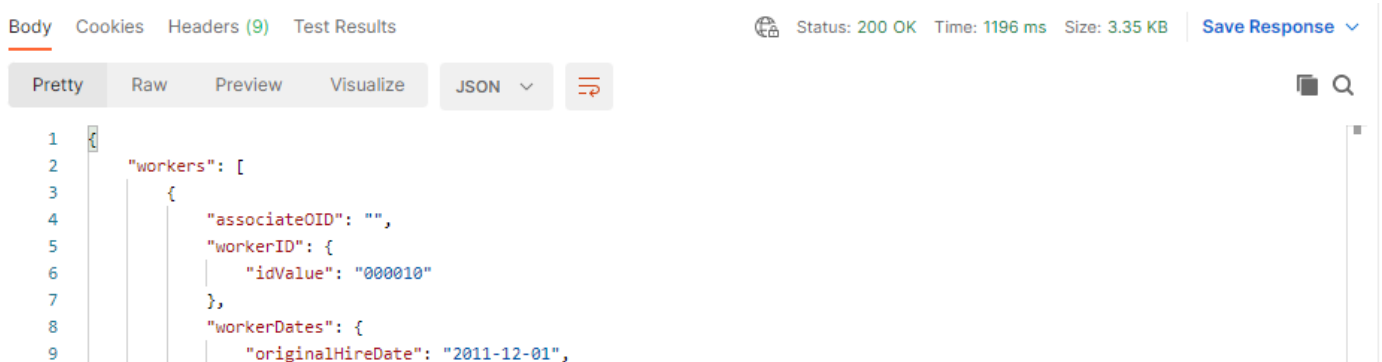 Body Cookies Headers (9) Test Results Status: 200 OK Time: 1196 ms Size: 3.35 KB Save Response
Pretty Raw Preview Visualize JSON
1 {
2 "workers": [
3 {
4 "associateOID": "",
5 "workerID": {
6 "idValue": "000010"
7 },
8 "workerDates": {
9 "originalHireDate": "2011-12-01",